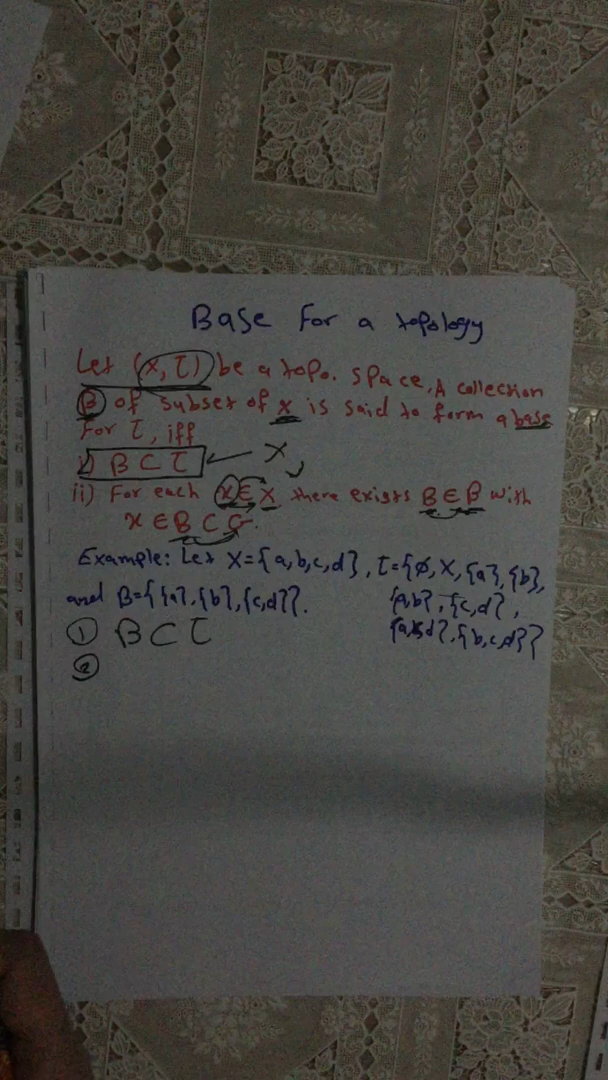 Base For a topology
Let (X, τ) be a topo. space, A collection
B of subset of X is said to form a base
For τ, iff
i) B ⊂ τ ← X
ii) For each x ∈ X, there exists B ∈ B with
x ∈ B ⊂ G.
Example: Let X = {a,b,c,d}, τ = {φ, X, {a}, {b},
{a,b}, {c,d},
and B = {{a}, {b}, {c,d}}.
{a,c,d}, {b,c,d}}
① B ⊂ τ
②